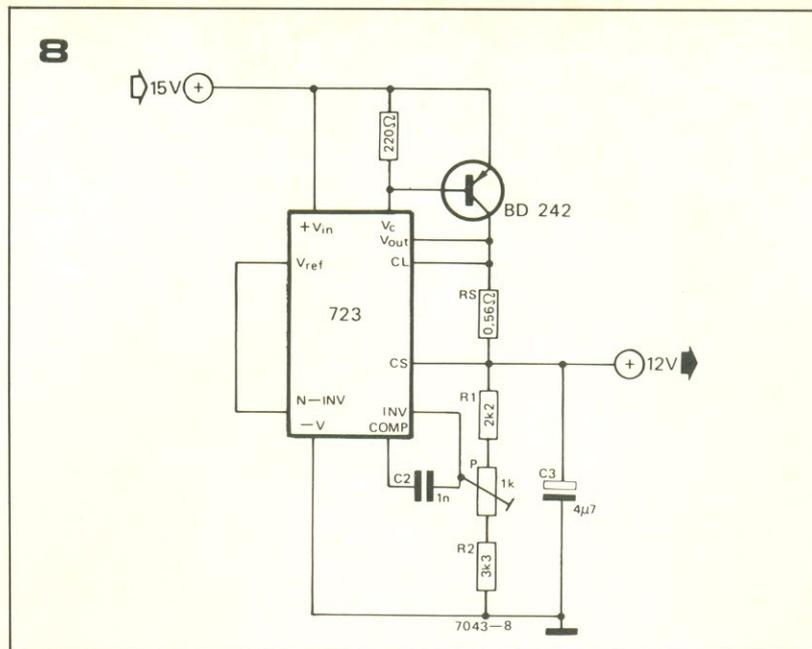 8
15V +
220Ω
BD 242
+Vin
Vc
Vout
Vref
CL
723
RS
0,56Ω
CS
+ 12V
N-INV
-V
INV
COMP
R1
2k2
P
1k
C2
1n
C3
4µ7
R2
3k3
7043-8